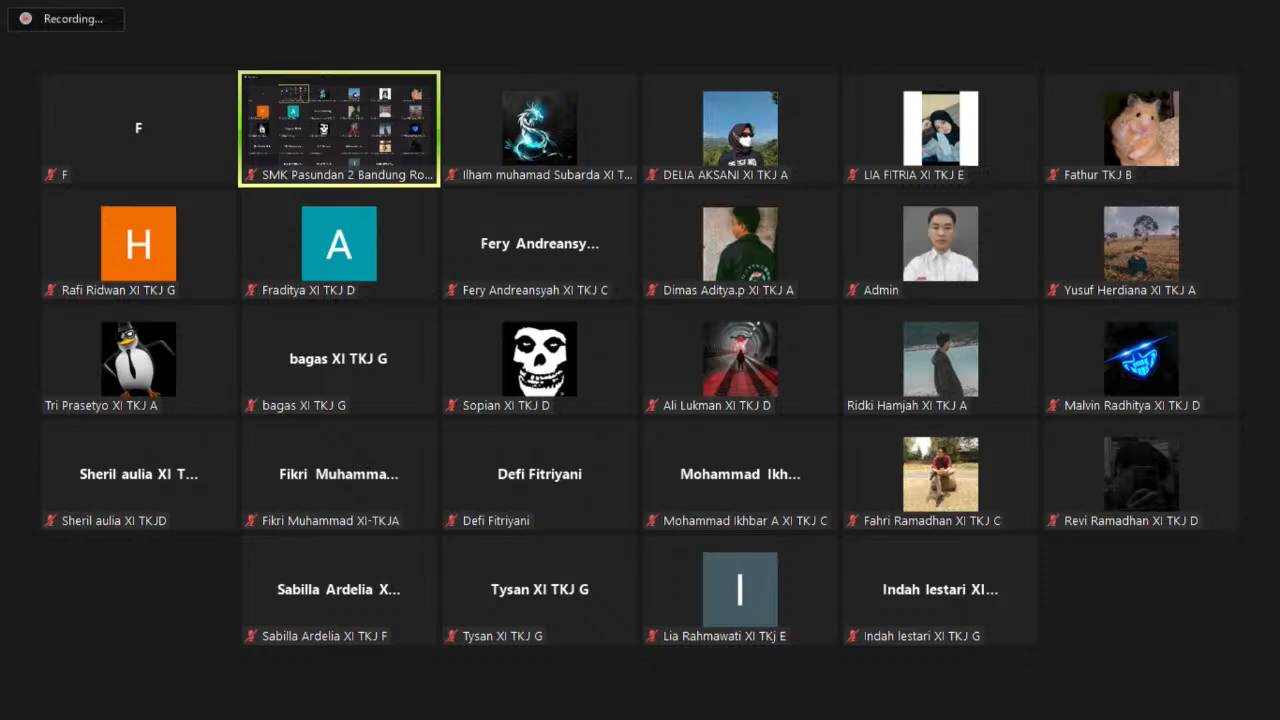 Recording...
F
F
SMK Pasundan 2 Bandung Ro...
Ilham muhamad Subarda XI T...
DELIA AKSANI XI TKJ A
LIA FITRIA XI TKJ E
Fathur TKJ B
H
Rafi Ridwan XI TKJ G
A
Fraditya XI TKJ D
Fery Andreansy...
Fery Andreansyah XI TKJ C
Dimas Aditya.p XI TKJ A
Admin
Yusuf Herdiana XI TKJ A
Tri Prasetyo XI TKJ A
bagas XI TKJ G
bagas XI TKJ G
Sopian XI TKJ D
Ali Lukman XI TKJ D
Ridki Hamjah XI TKJ A
Malvin Radhitya XI TKJ D
Sheril aulia XI T...
Sheril aulia XI TKJD
Fikri Muhamma...
Fikri Muhammad XI-TKJA
Defi Fitriyani
Defi Fitriyani
Mohammad Ikh...
Mohammad Ikhbar A XI TKJ C
Fahri Ramadhan XI TKJ C
Revi Ramadhan XI TKJ D
Sabilla Ardelia X...
Sabilla Ardelia XI TKJ F
Tysan XI TKJ G
Tysan XI TKJ G
I
Lia Rahmawati XI TKj E
Indah lestari XI...
Indah lestari XI TKJ G